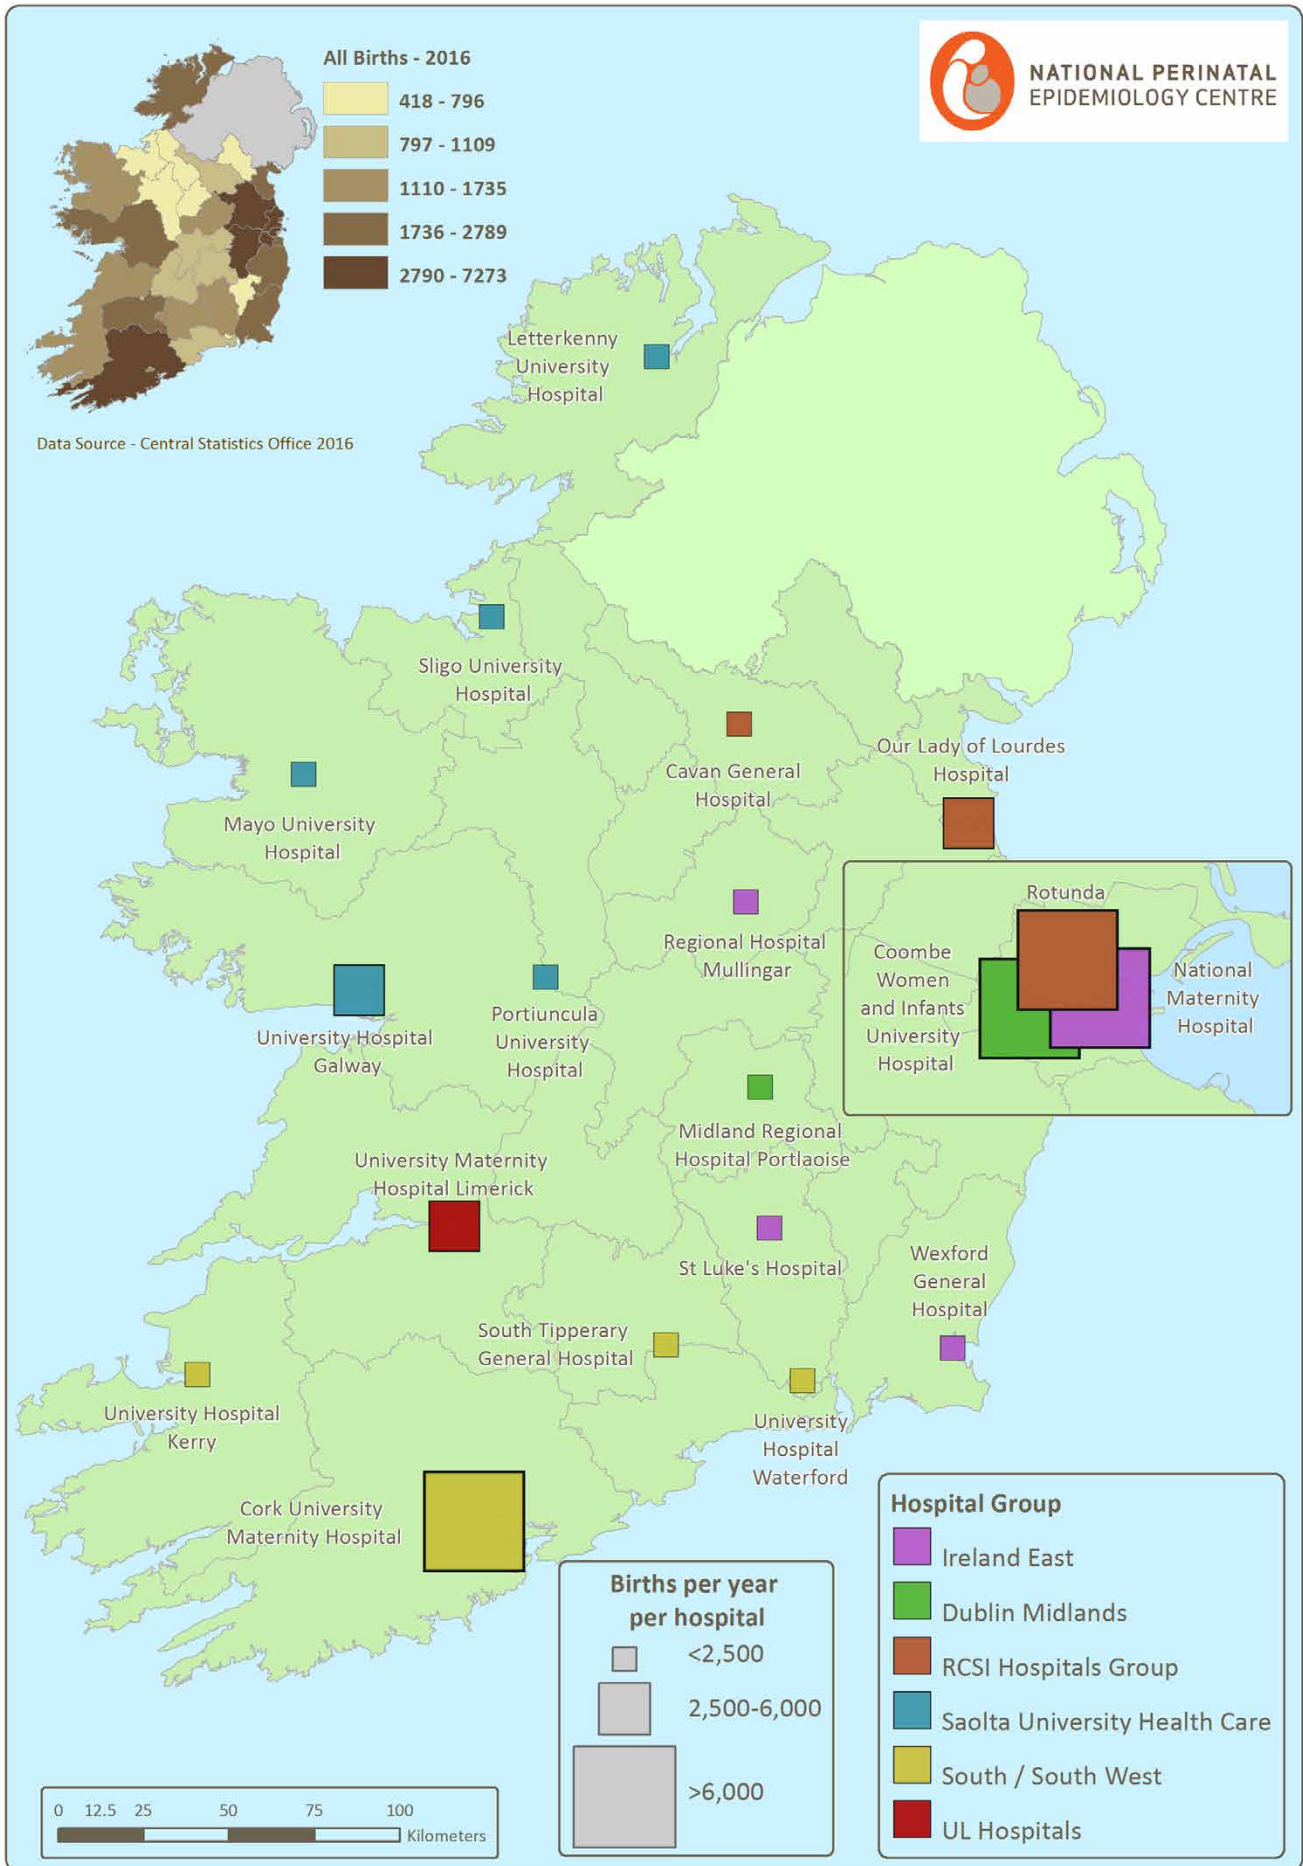 All Births - 2016
418 - 796
797 - 1109
1110 - 1735
1736 - 2789
2790 - 7273
Data Source - Central Statistics Office 2016
NATIONAL PERINATAL
EPIDEMIOLOGY CENTRE
Letterkenny
University
Hospital
Sligo University
Hospital
Cavan General
Hospital
Our Lady of Lourdes
Hospital
Mayo University
Hospital
Regional Hospital
Mullingar
Rotunda
Coombe
Women
and Infants
University
Hospital
National
Maternity
Hospital
University Hospital
Galway
Portiuncula
University
Hospital
Midland Regional
Hospital Portlaoise
University Maternity
Hospital Limerick
St Luke's Hospital
Wexford
General
Hospital
South Tipperary
General Hospital
University Hospital
Kerry
University
Hospital
Waterford
Cork University
Maternity Hospital
Births per year
per hospital
<2,500
2,500-6,000
>6,000
Hospital Group
Ireland East
Dublin Midlands
RCSI Hospitals Group
Saolta University Health Care
South / South West
UL Hospitals
0 12.5 25 50 75 100
Kilometers